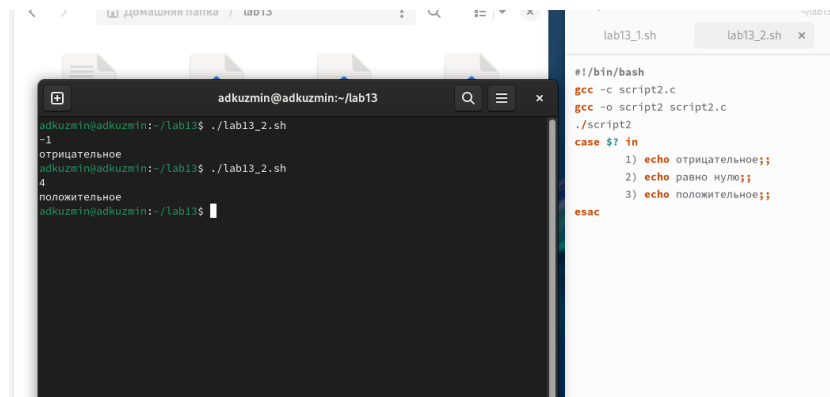 Домашняя папка / lab13
~/lab13
lab13_1.sh
lab13_2.sh
adkuzmin@adkuzmin:~/lab13
adkuzmin@adkuzmin:~/lab13$ ./lab13_2.sh
-1
отрицательное
adkuzmin@adkuzmin:~/lab13$ ./lab13_2.sh
4
положительное
adkuzmin@adkuzmin:~/lab13$
#!/bin/bash
gcc -c script2.c
gcc -o script2 script2.c
./script2
case $? in
1) echo отрицательное;;
2) echo равно нулю;;
3) echo положительное;;
esac